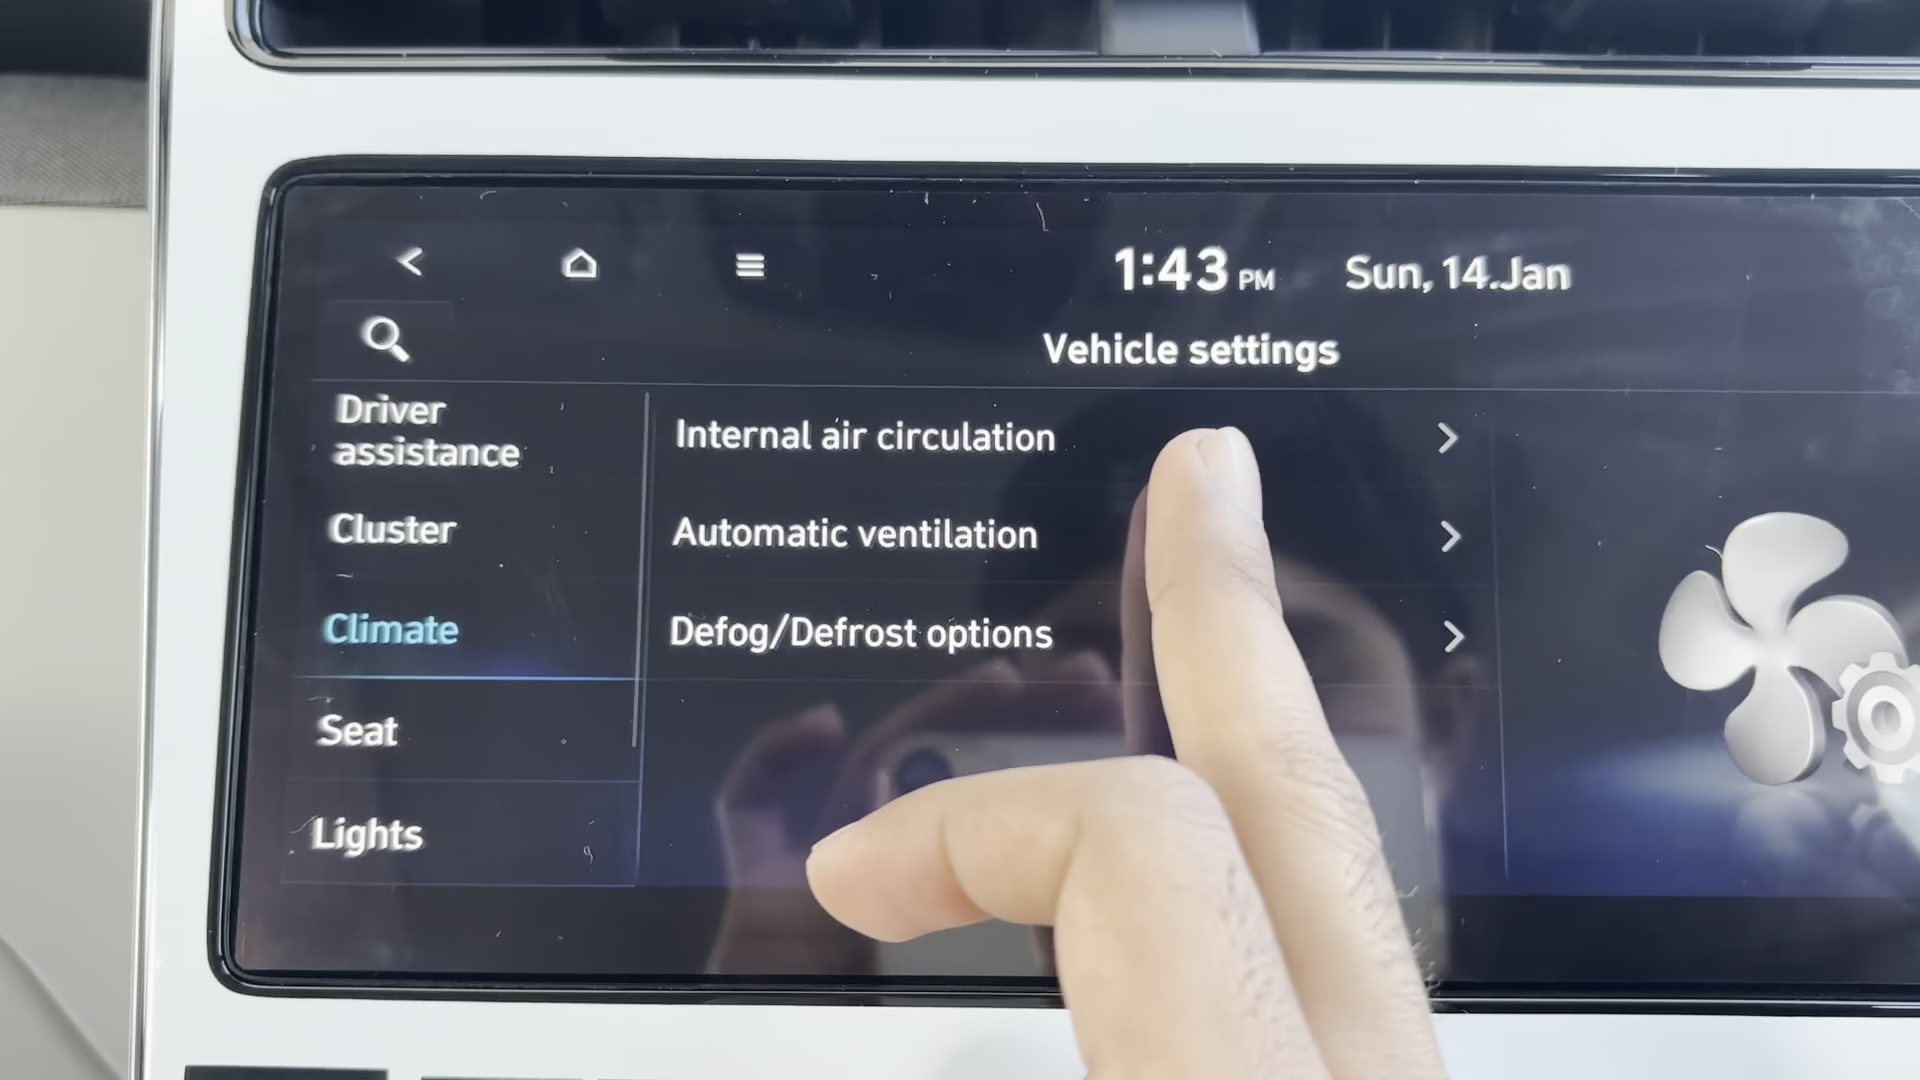 1:43 PM Sun, 14.Jan
Vehicle settings
Driver
assistance
Cluster
Climate
Seat
Lights
Internal air circulation
Automatic ventilation
Defog/Defrost options